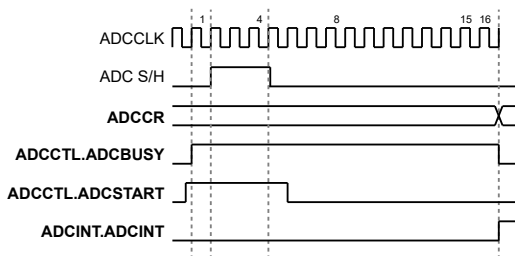 1 4 8 15 16
ADCCLK
ADC S/H
ADCCR
ADCCTL.ADCBUSY
ADCCTL.ADCSTART
ADCINT.ADCINT